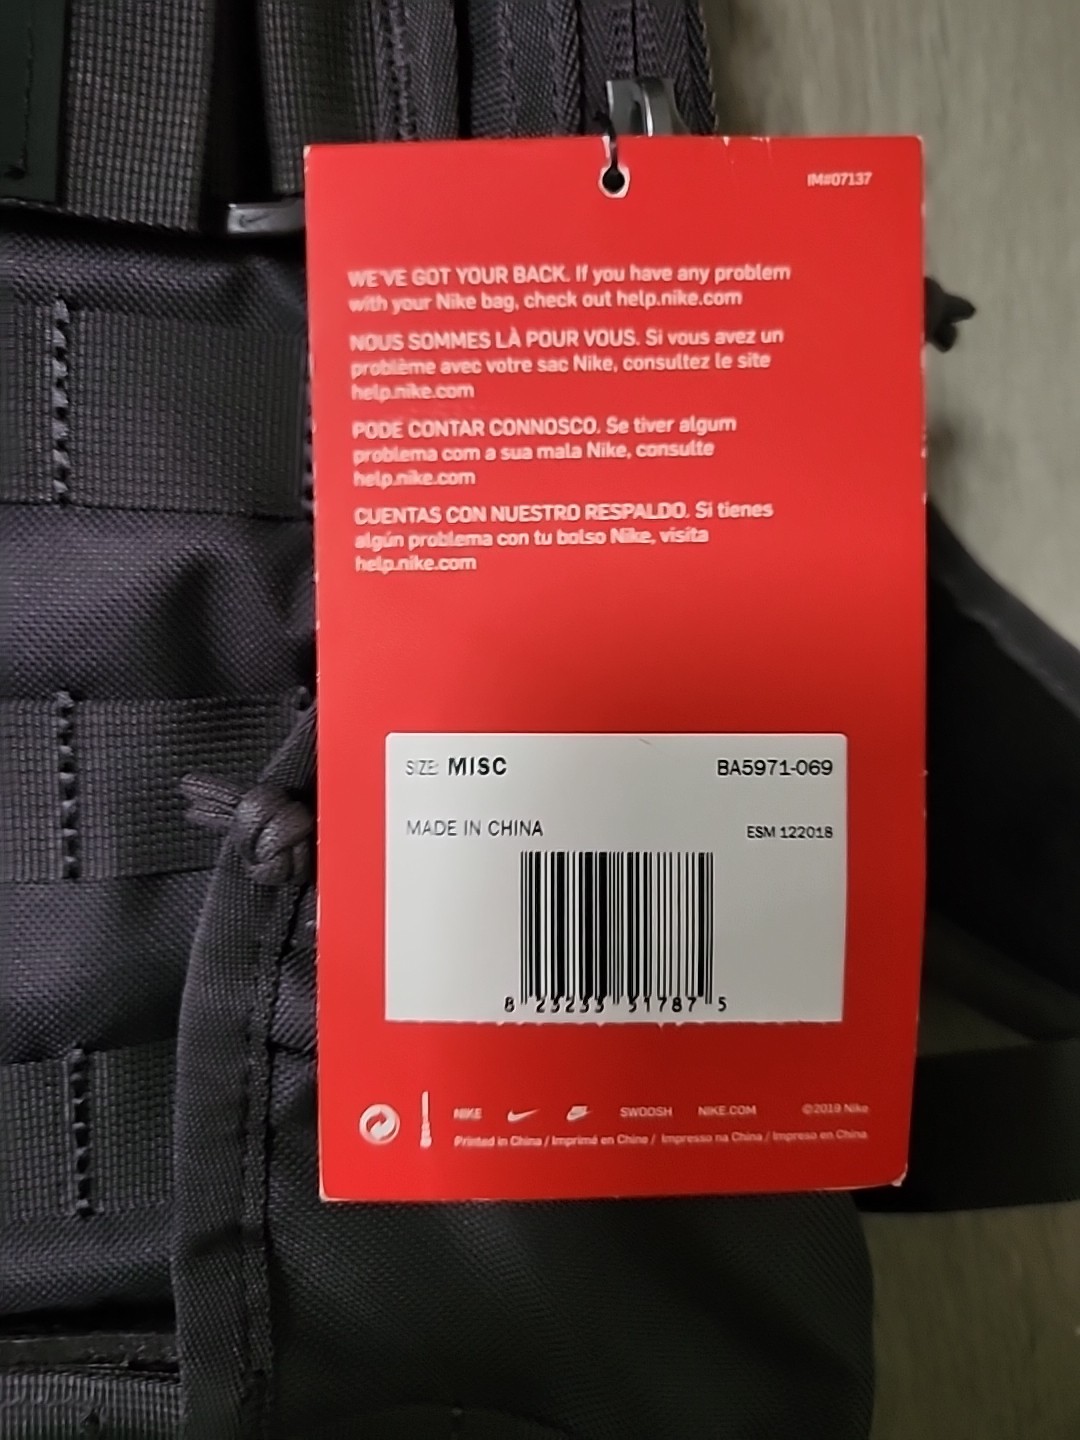 IM#07137
WE'VE GOT YOUR BACK. If you have any problem
with your Nike bag, check out help.nike.com
NOUS SOMMES LÀ POUR VOUS. Si vous avez un
problème avec votre sac Nike, consultez le site
help.nike.com
PODE CONTAR CONNOSCO. Se tiver algum
problema com a sua mala Nike, consulte
help.nike.com
CUENTAS CON NUESTRO RESPALDO. Si tienes
algún problema con tu bolso Nike, visita
help.nike.com
SIZE: MISC BA5971-069
MADE IN CHINA ESM 122018
8 23233 31787 5
NIKE SWOOSH NIKE.COM ©2019 Nike
Printed in China / Imprimé en Chine / Impresso na China / Impreso en China